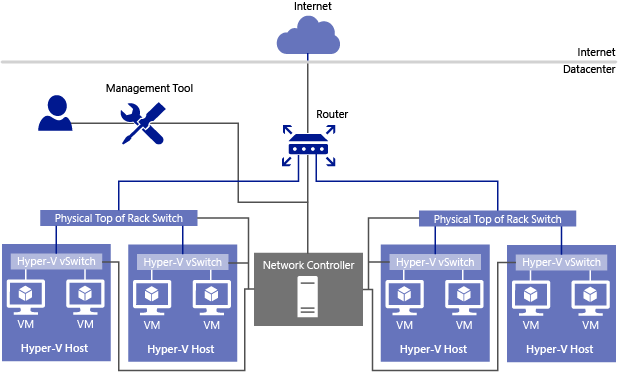 Internet
Internet
Datacenter
Management Tool
Router
Physical Top of Rack Switch
Physical Top of Rack Switch
Hyper-V vSwitch
Hyper-V vSwitch
Network Controller
Hyper-V vSwitch
Hyper-V vSwitch
VM
VM
VM
VM
VM
VM
VM
VM
Hyper-V Host
Hyper-V Host
Hyper-V Host
Hyper-V Host